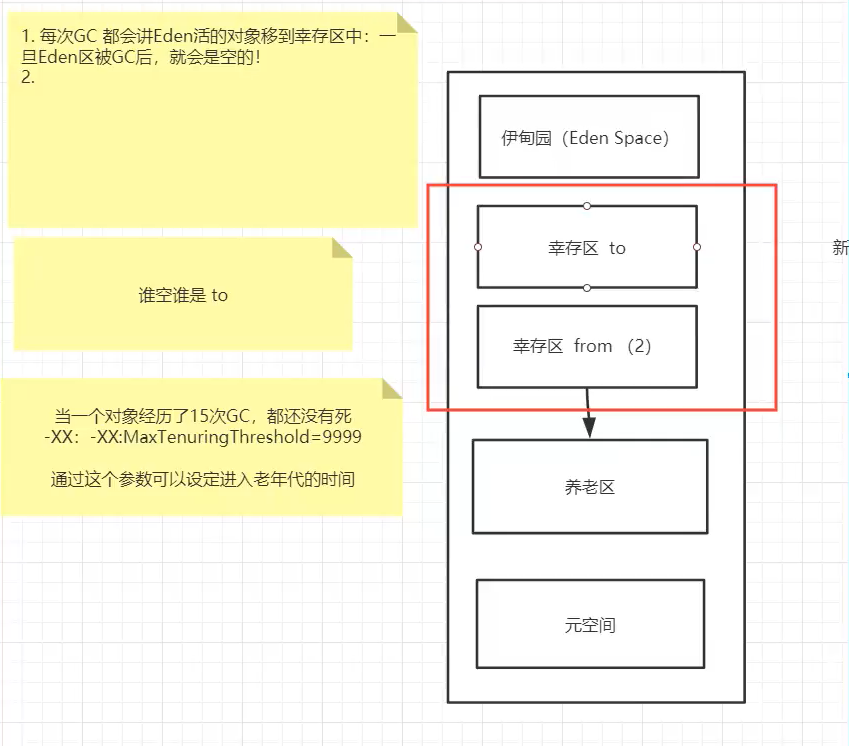 1. 每次GC 都会讲Eden活的对象移到幸存区中：一
旦Eden区被GC后，就会是空的！
2.
谁空谁是 to
当一个对象经历了15次GC，都还没有死
-XX：-XX:MaxTenuringThreshold=9999
通过这个参数可以设定进入老年代的时间
伊甸园（Eden Space）
幸存区 to
幸存区 from （2）
养老区
元空间
新